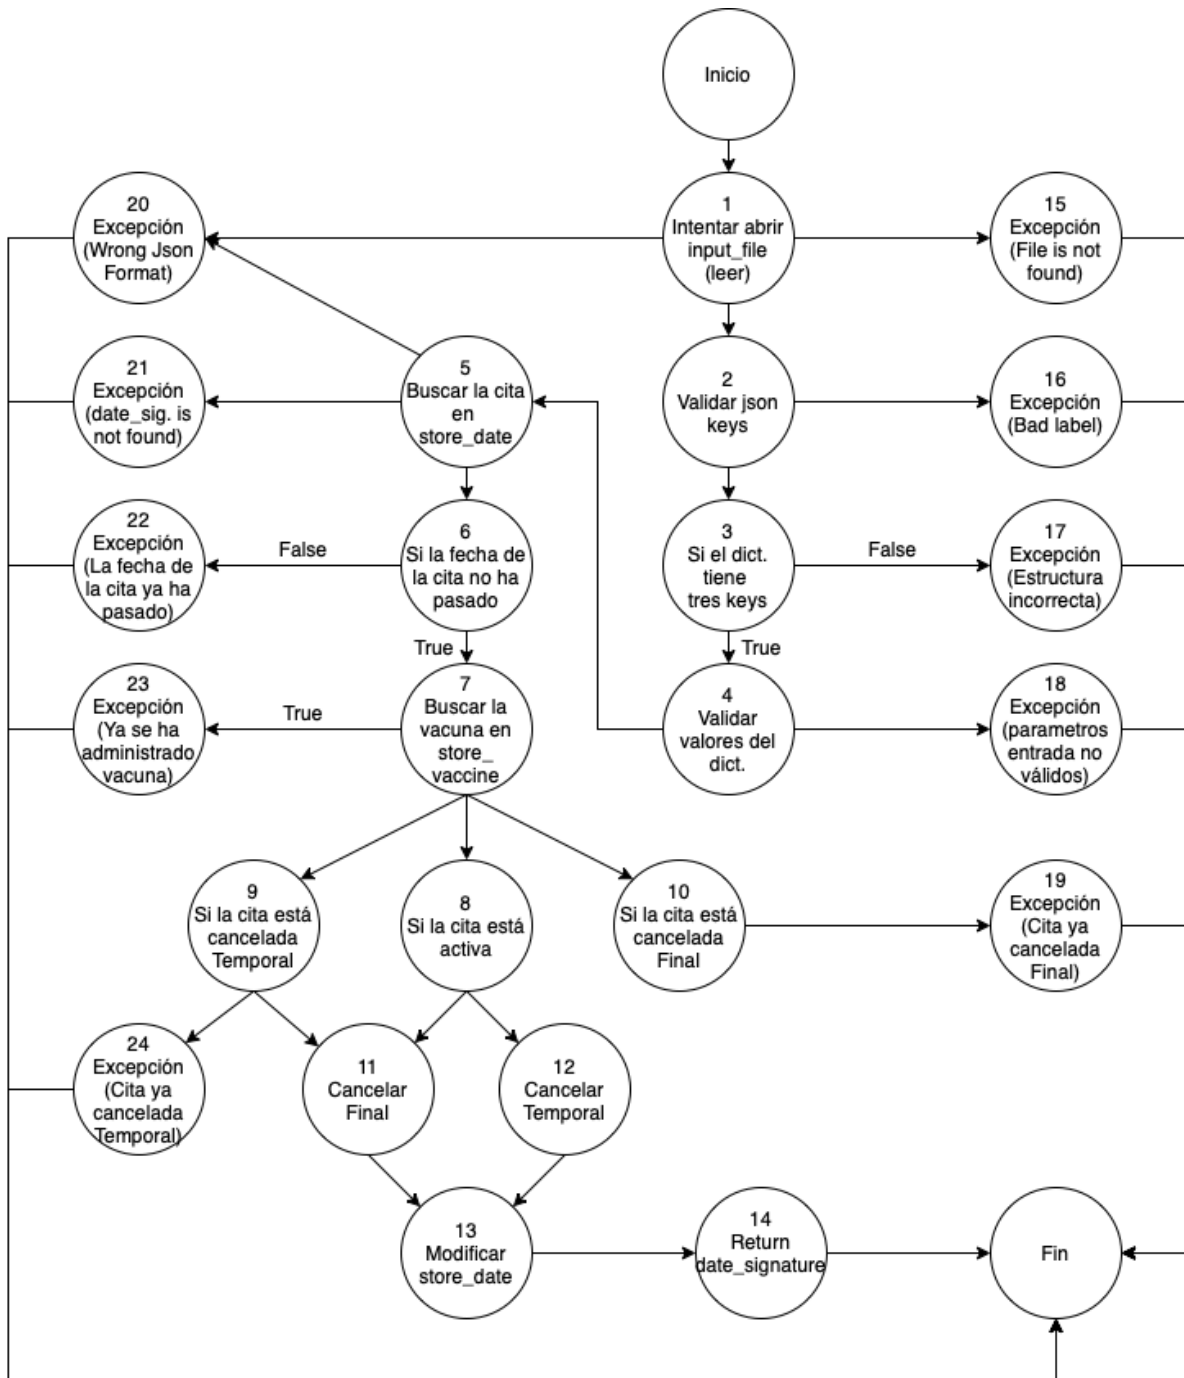 Inicio
20
Excepción
(Wrong Json
Format)
1
Intentar abrir
input_file
(leer)
15
Excepción
(File is not
found)
21
Excepción
(date_sig. is
not found)
5
Buscar la cita
en
store_date
2
Validar json
keys
16
Excepción
(Bad label)
22
Excepción
(La fecha de
la cita ya ha
pasado)
False
6
Si la fecha de
la cita no ha
pasado
3
Si el dict.
tiene
tres keys
False
17
Excepción
(Estructura
incorrecta)
True
True
23
Excepción
(Ya se ha
administrado
vacuna)
True
7
Buscar la
vacuna en
store_
vaccine
4
Validar
valores del
dict.
18
Excepción
(parametros
entrada no
válidos)
9
Si la cita está
cancelada
Temporal
8
Si la cita está
activa
10
Si la cita está
cancelada
Final
19
Excepción
(Cita ya
cancelada
Final)
24
Excepción
(Cita ya
cancelada
Temporal)
11
Cancelar
Final
12
Cancelar
Temporal
13
Modificar
store_date
14
Return
date_signature
Fin